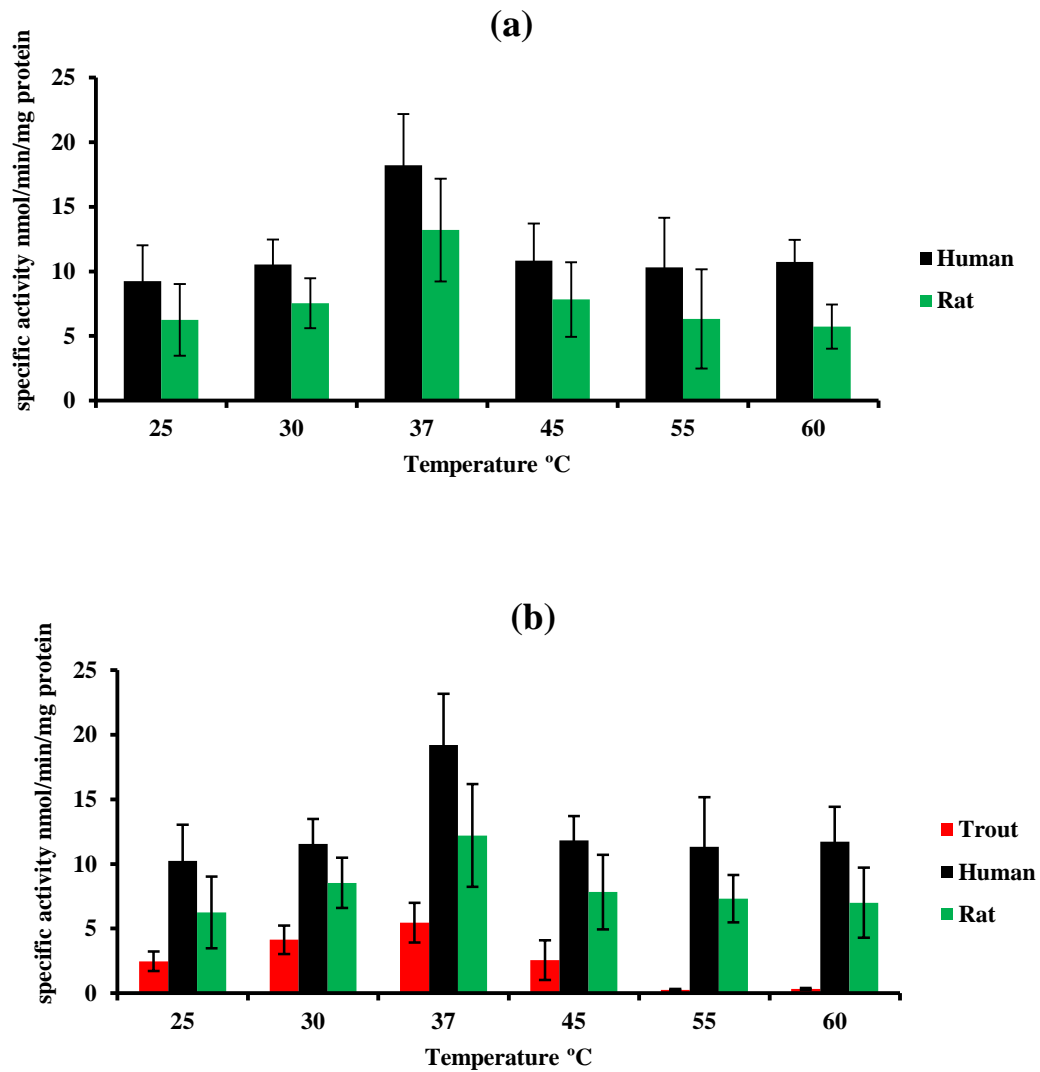 (a)
specific activity nmol/min/mg protein
25
20
15
10
5
0
25 30 37 45 55 60
Temperature ºC
Human
Rat
(b)
specific activity nmol/min/mg protein
25
20
15
10
5
0
25 30 37 45 55 60
Temperature ºC
Trout
Human
Rat